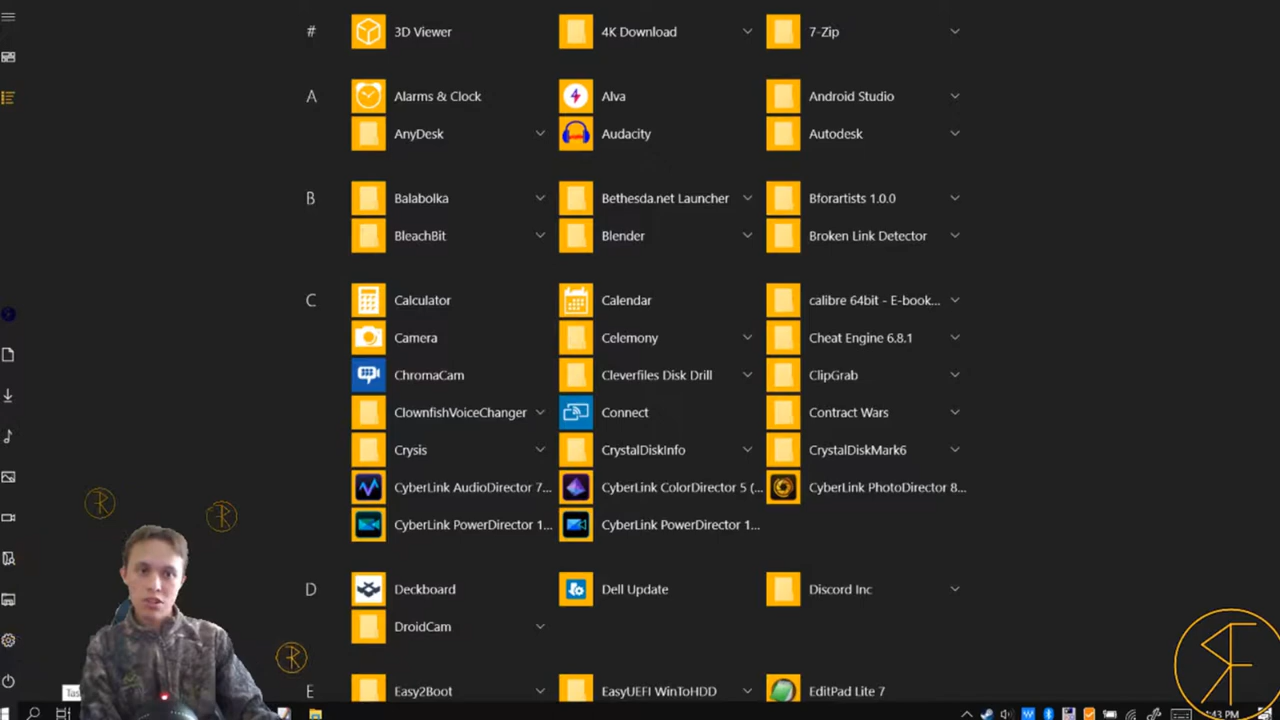 # 3D Viewer 4K Download 7-Zip
A Alarms & Clock Alva Android Studio
AnyDesk Audacity Autodesk
B Balabolka Bethesda.net Launcher Bforartists 1.0.0
BleachBit Blender Broken Link Detector
C Calculator Calendar calibre 64bit - E-book...
Camera Celemony Cheat Engine 6.8.1
ChromaCam Cleverfiles Disk Drill ClipGrab
ClownfishVoiceChanger Connect Contract Wars
Crysis CrystalDiskInfo CrystalDiskMark6
CyberLink AudioDirector 7... CyberLink ColorDirector 5 (... CyberLink PhotoDirector 8...
CyberLink PowerDirector 1... CyberLink PowerDirector 1...
D Deckboard Dell Update Discord Inc
DroidCam
E Easy2Boot EasyUEFI WinToHDD EditPad Lite 7